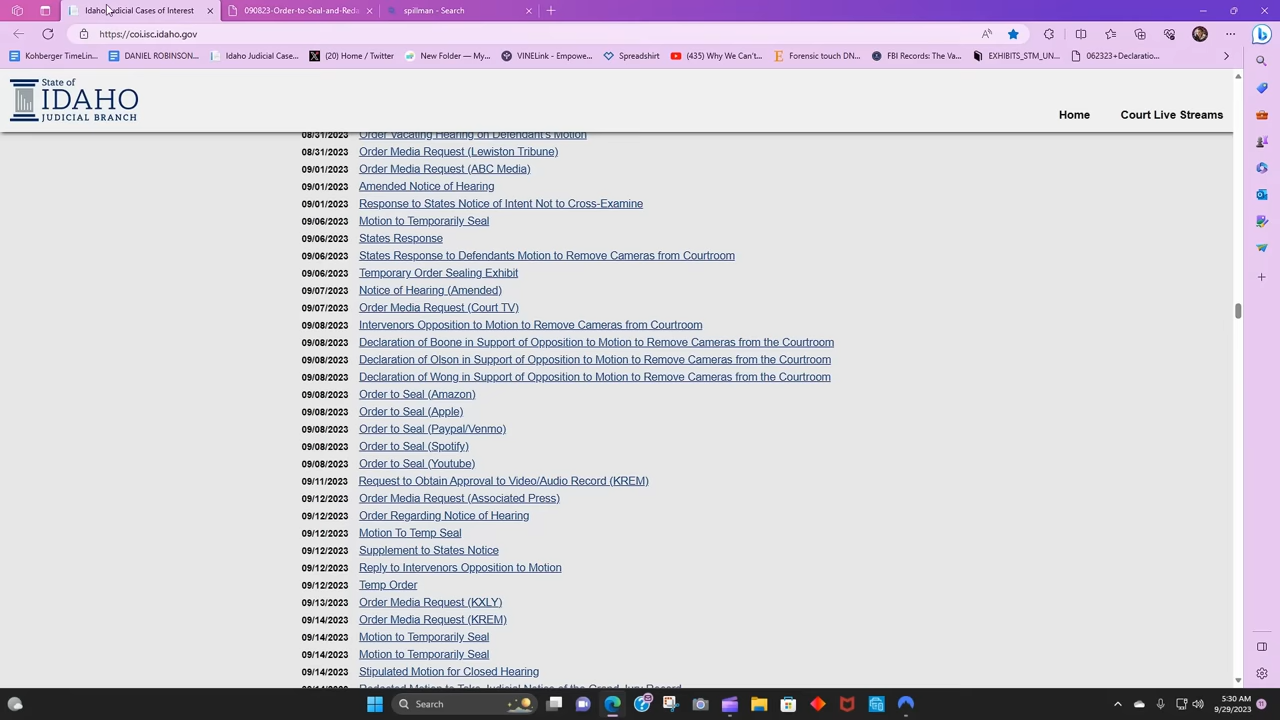 Idaho Judicial Cases of Interest
090823-Order-to-Seal-and-Reda
spillman - Search
https://coi.isc.idaho.gov
Kohberger TimeLin...
DANIEL ROBINSON...
Idaho Judicial Case...
(30) Home / Twitter
New Folder - My...
VINELink - Empowe...
Spreadshirt
(435) Why We Can't...
Forensic touch DN...
FBI Records: The Va...
EXHIBITS_STM_UN...
062323+Declaratio...
State of
IDAHO
JUDICIAL BRANCH
Home
Court Live Streams
08/31/2023 Order Vacating Hearing on Defendant's Motion
08/31/2023 Order Media Request (Lewiston Tribune)
09/01/2023 Order Media Request (ABC Media)
09/01/2023 Amended Notice of Hearing
09/01/2023 Response to States Notice of Intent Not to Cross-Examine
09/06/2023 Motion to Temporarily Seal
09/06/2023 States Response
09/06/2023 States Response to Defendants Motion to Remove Cameras from Courtroom
09/06/2023 Temporary Order Sealing Exhibit
09/07/2023 Notice of Hearing (Amended)
09/07/2023 Order Media Request (Court TV)
09/08/2023 Intervenors Opposition to Motion to Remove Cameras from Courtroom
09/08/2023 Declaration of Boone in Support of Opposition to Motion to Remove Cameras from the Courtroom
09/08/2023 Declaration of Olson in Support of Opposition to Motion to Remove Cameras from the Courtroom
09/08/2023 Declaration of Wong in Support of Opposition to Motion to Remove Cameras from the Courtroom
09/08/2023 Order to Seal (Amazon)
09/08/2023 Order to Seal (Apple)
09/08/2023 Order to Seal (Paypal/Venmo)
09/08/2023 Order to Seal (Spotify)
09/08/2023 Order to Seal (Youtube)
09/11/2023 Request to Obtain Approval to Video/Audio Record (KREM)
09/12/2023 Order Media Request (Associated Press)
09/12/2023 Order Regarding Notice of Hearing
09/12/2023 Motion To Temp Seal
09/12/2023 Supplement to States Notice
09/12/2023 Reply to Intervenors Opposition to Motion
09/12/2023 Temp Order
09/13/2023 Order Media Request (KXLY)
09/14/2023 Order Media Request (KREM)
09/14/2023 Motion to Temporarily Seal
09/14/2023 Motion to Temporarily Seal
09/14/2023 Stipulated Motion for Closed Hearing
09/14/2023 Redacted Motion to Take Judicial Notice of the Grand Jury Record
Search
5:30 AM
9/29/2023